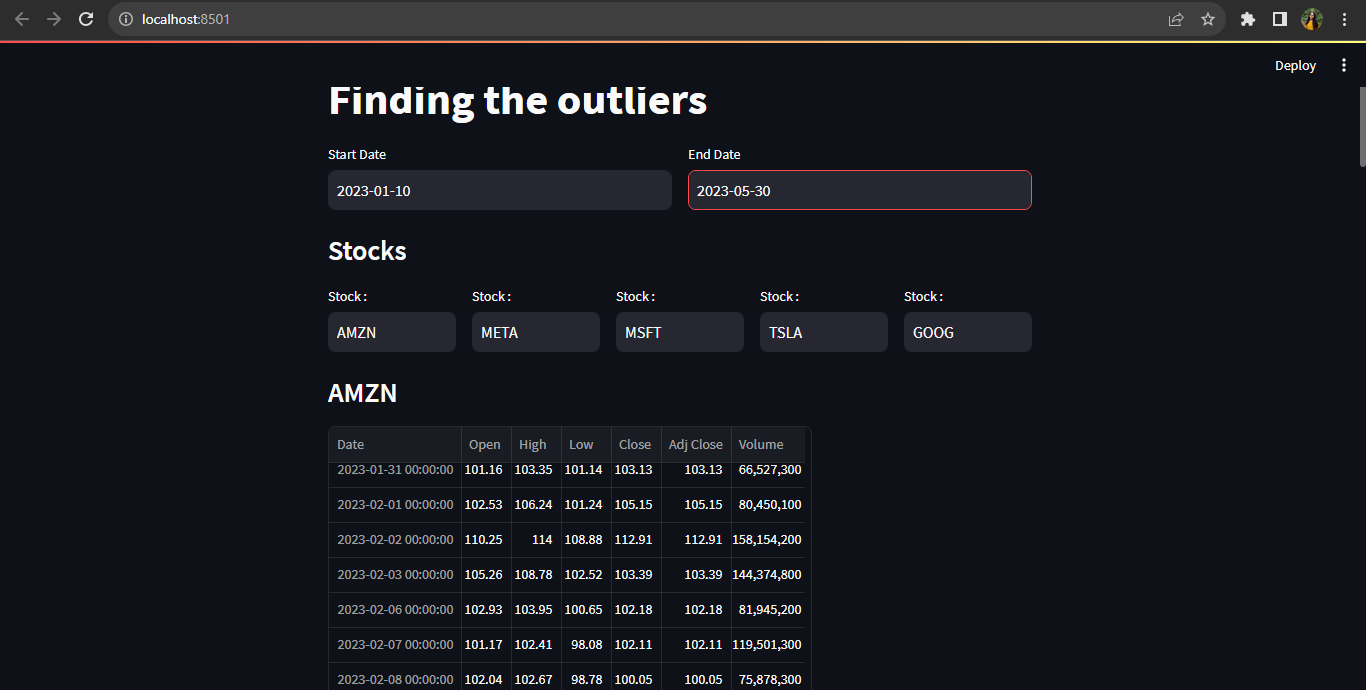 localhost:8501
Deploy
Finding the outliers
Start Date End Date
2023-01-10 2023-05-30
Stocks
Stock : Stock : Stock : Stock : Stock :
AMZN META MSFT TSLA GOOG
AMZN
Date Open High Low Close Adj Close Volume
2023-01-31 00:00:00 101.16 103.35 101.14 103.13 103.13 66,527,300
2023-02-01 00:00:00 102.53 106.24 101.24 105.15 105.15 80,450,100
2023-02-02 00:00:00 110.25 114 108.88 112.91 112.91 158,154,200
2023-02-03 00:00:00 105.26 108.78 102.52 103.39 103.39 144,374,800
2023-02-06 00:00:00 102.93 103.95 100.65 102.18 102.18 81,945,200
2023-02-07 00:00:00 101.17 102.41 98.08 102.11 102.11 119,501,300
2023-02-08 00:00:00 102.04 102.67 98.78 100.05 100.05 75,878,300